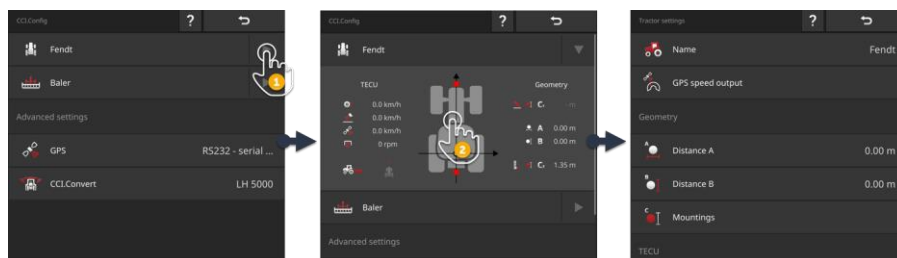 CCI.Config
?
Fendt
1
Baler
Advanced settings
GPS RS232 - serial ...
CCI.Convert LH 5000
CCI.Config
?
Fendt
TECU Geometry
0.0 km/h
0.0 km/h
0.0 km/h
0 rpm
C, -- m
A 0.00 m
B 0.00 m
C, 1.35 m
2
Baler
Advanced settings
Tractor settings
?
Name Fendt
GPS speed output
Geometry
A
Distance A 0.00 m
B
Distance B 0.00 m
C
Mountings
TECU